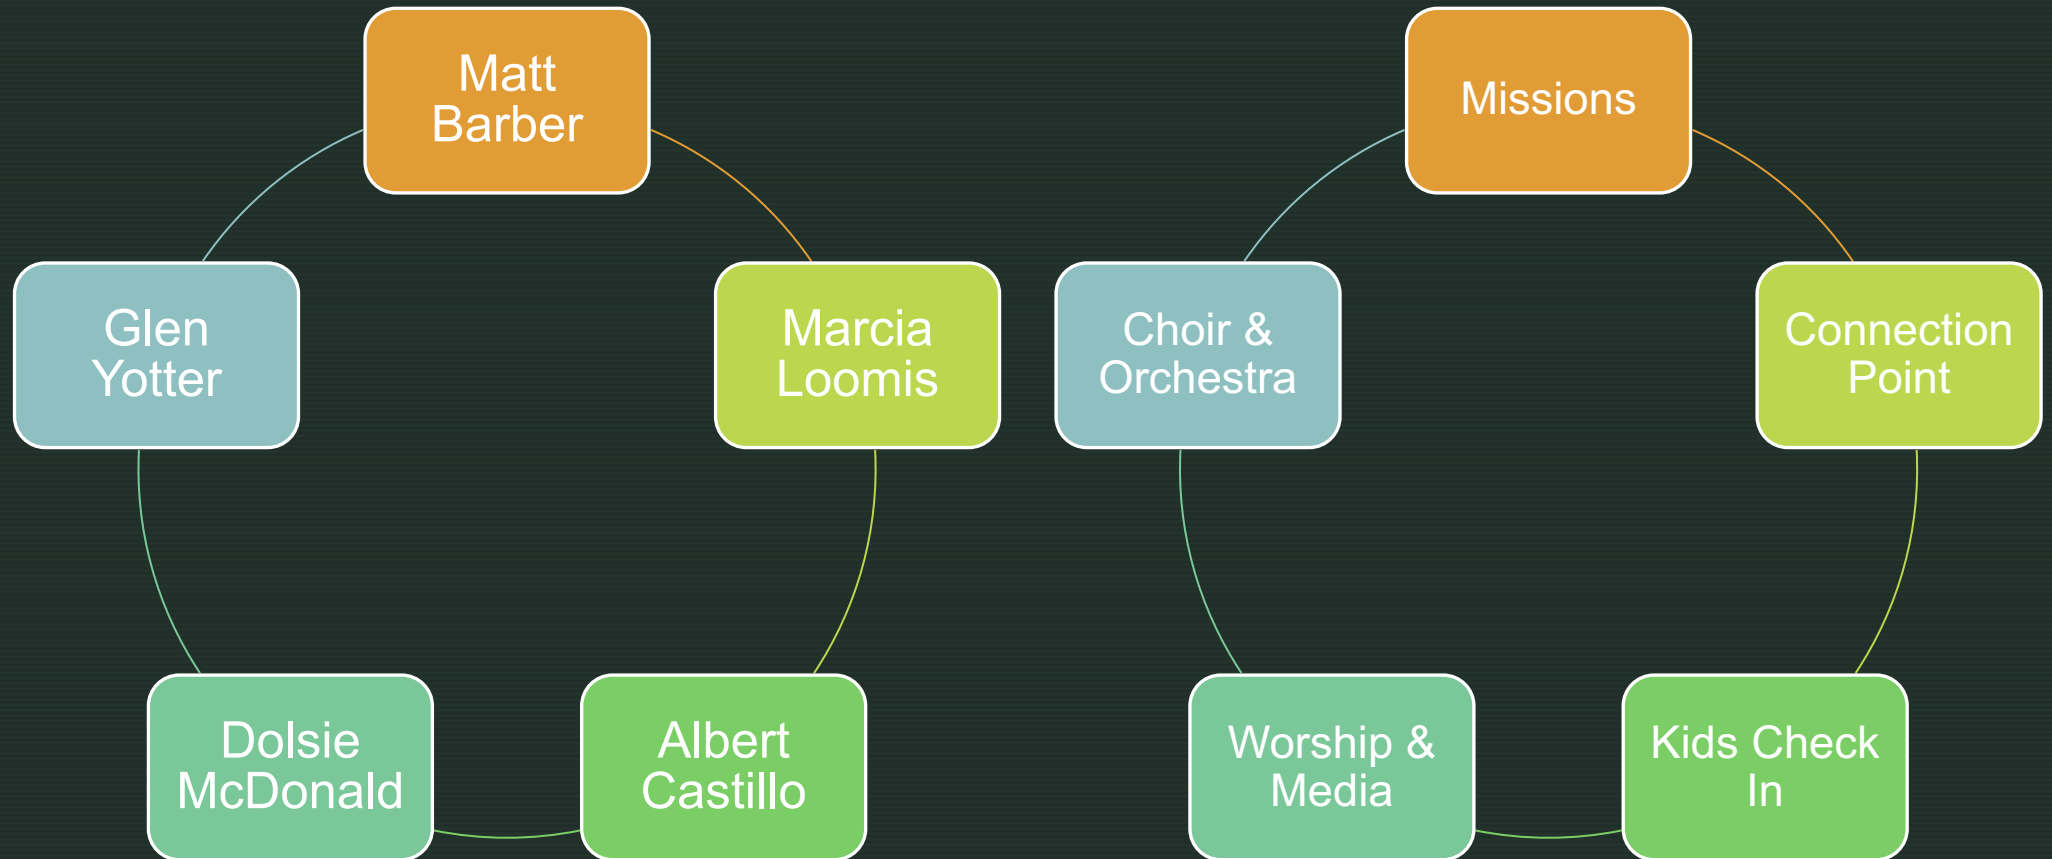 Matt
Barber
Marcia
Loomis
Albert
Castillo
Dolsie
McDonald
Glen
Yotter
Missions
Connection
Point
Kids Check
In
Worship &
Media
Choir &
Orchestra